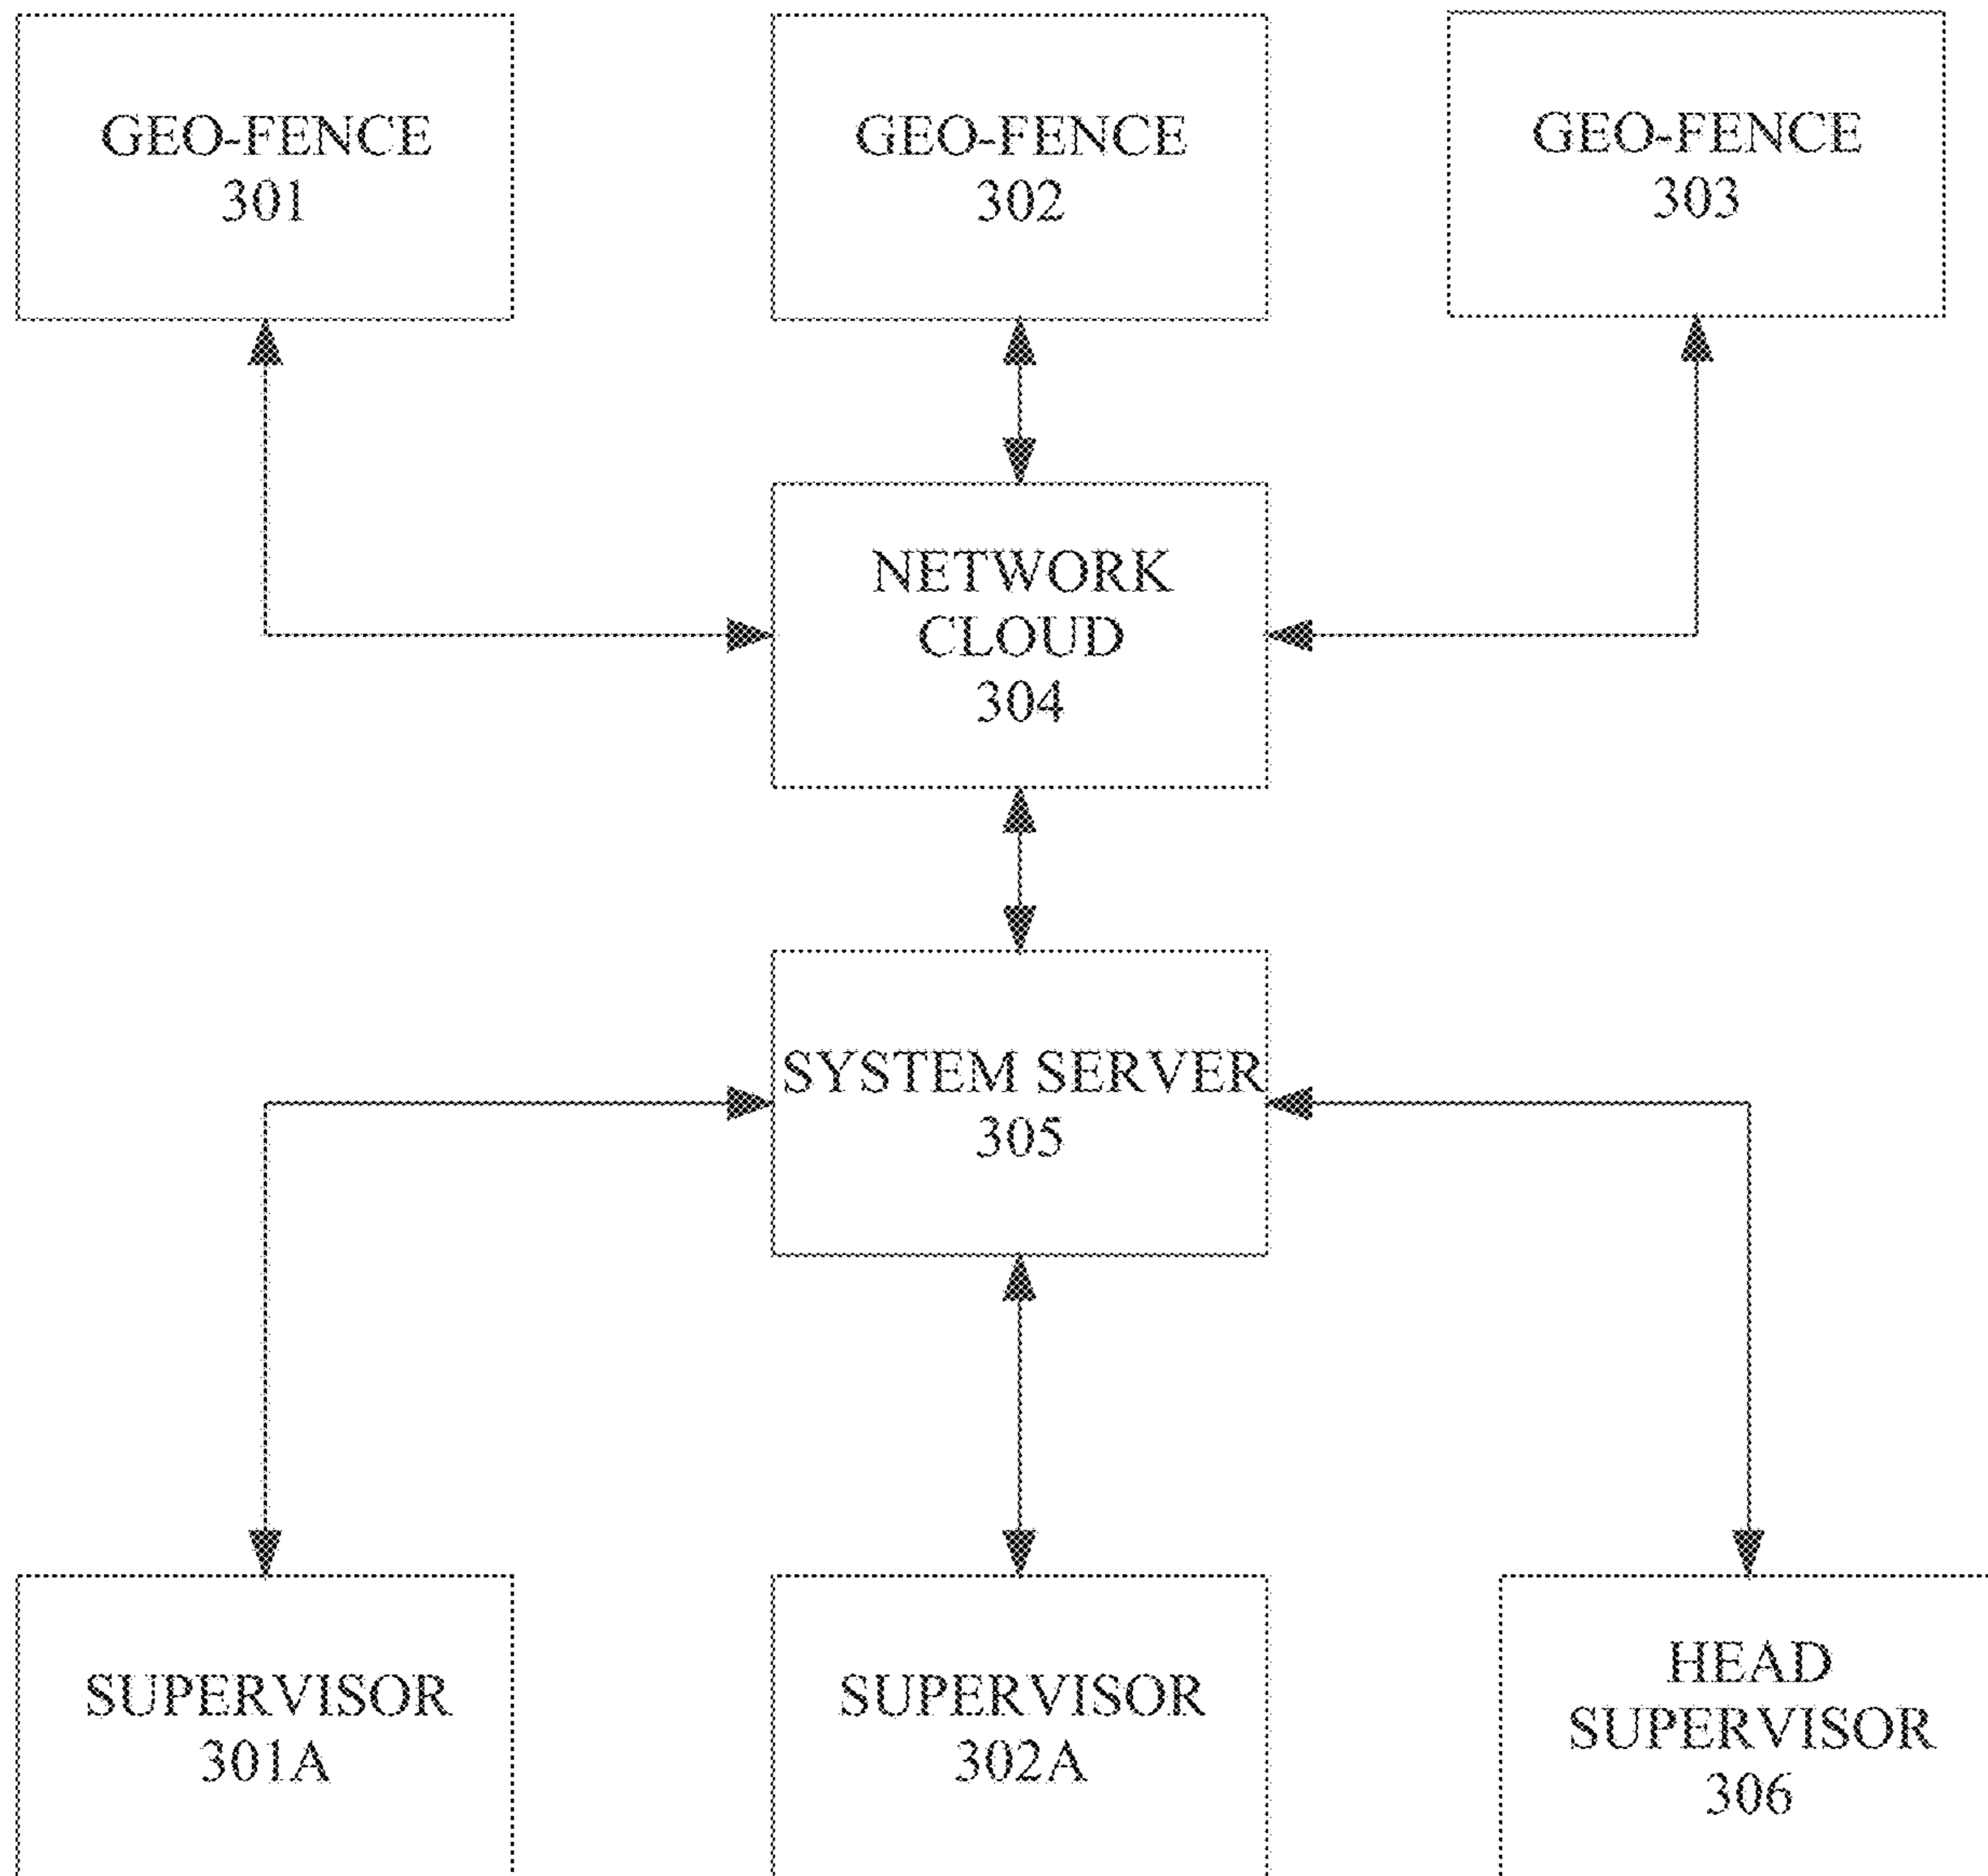 GEO-FENCE
301
GEO-FENCE
302
GEO-FENCE
303
NETWORK
CLOUD
304
SYSTEM SERVER
305
SUPERVISOR
301A
SUPERVISOR
302A
HEAD
SUPERVISOR
306